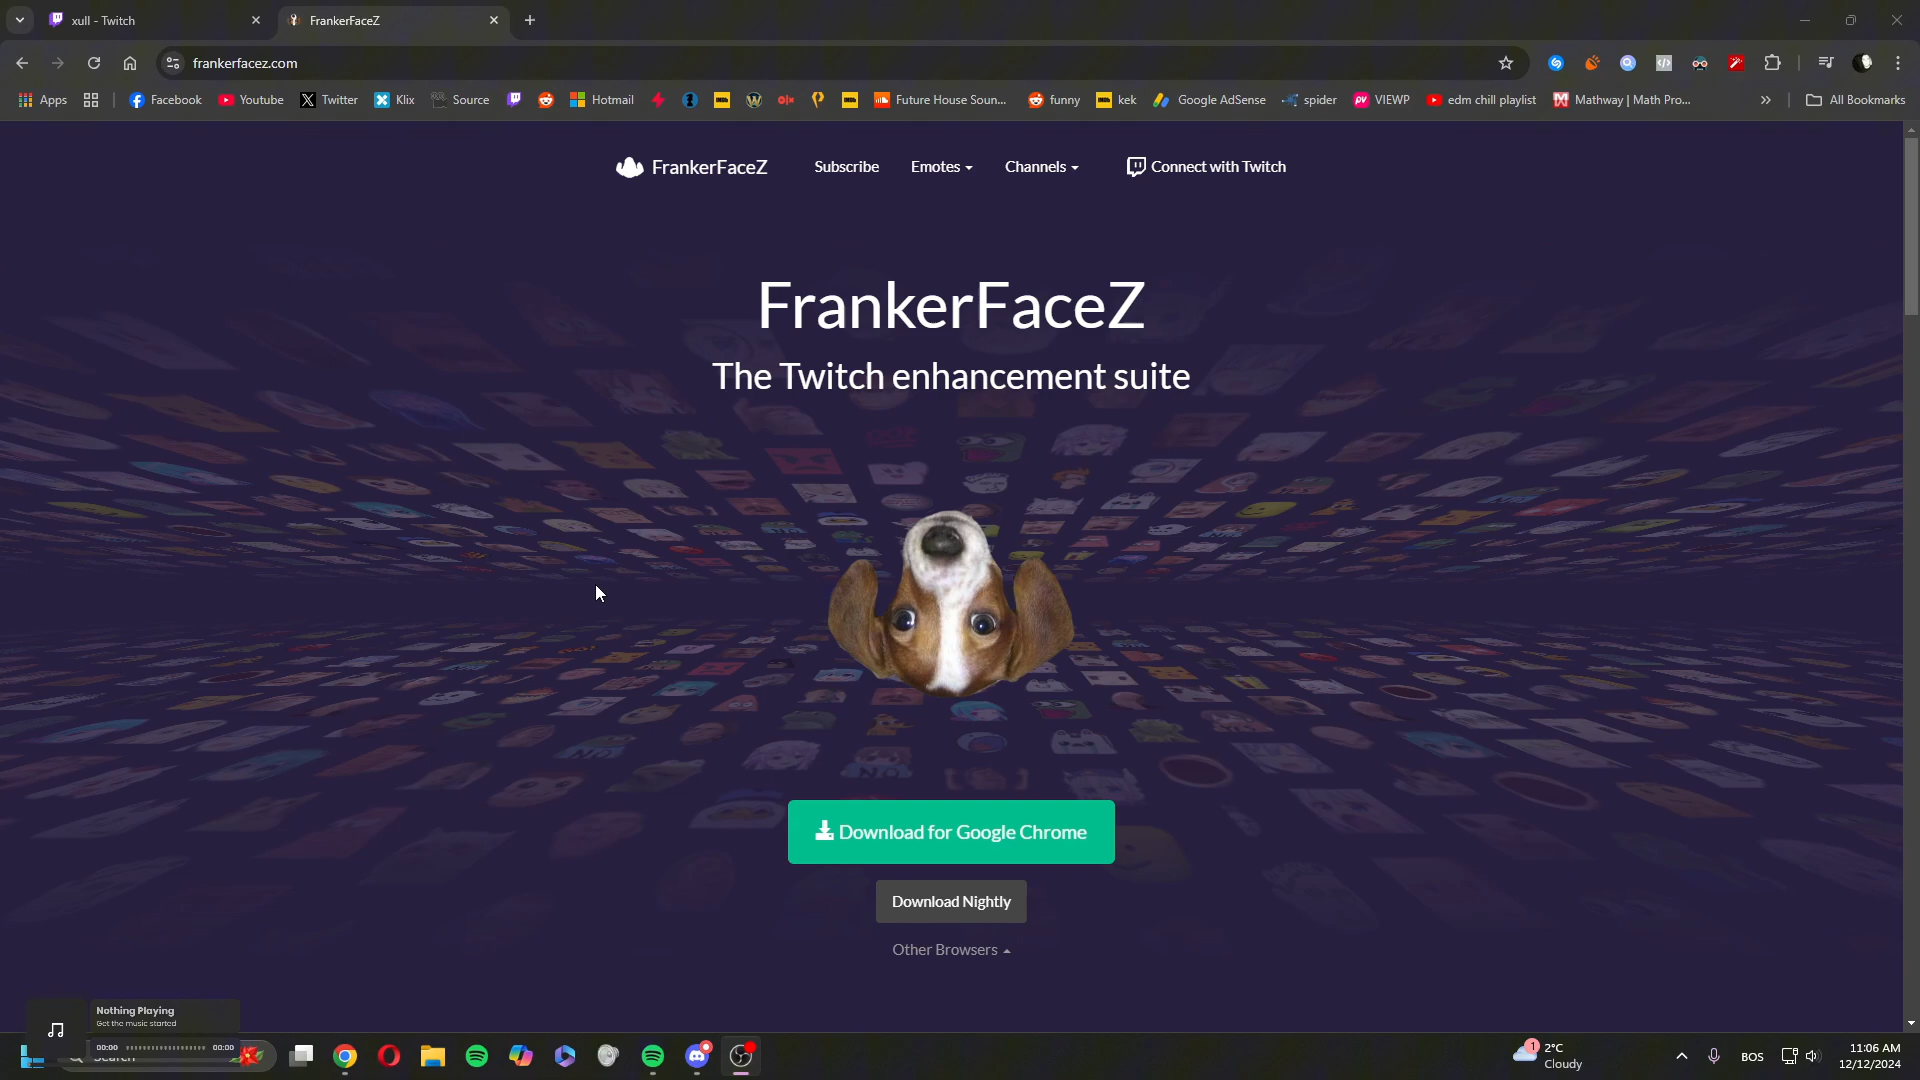 xull - Twitch
FrankerFaceZ
frankerfacez.com
Apps
Facebook
Youtube
Twitter
Klix
Source
Hotmail
Future House Soun...
funny
kek
Google AdSense
spider
VIEWP
edm chill playlist
Mathway | Math Pro...
All Bookmarks
FrankerFaceZ
Subscribe
Emotes
Channels
Connect with Twitch
FrankerFaceZ
The Twitch enhancement suite
Download for Google Chrome
Download Nightly
Other Browsers
Nothing Playing
Get the music started
00:00
00:00
Search
1
2°C
Cloudy
BOS
11:06 AM
12/12/2024